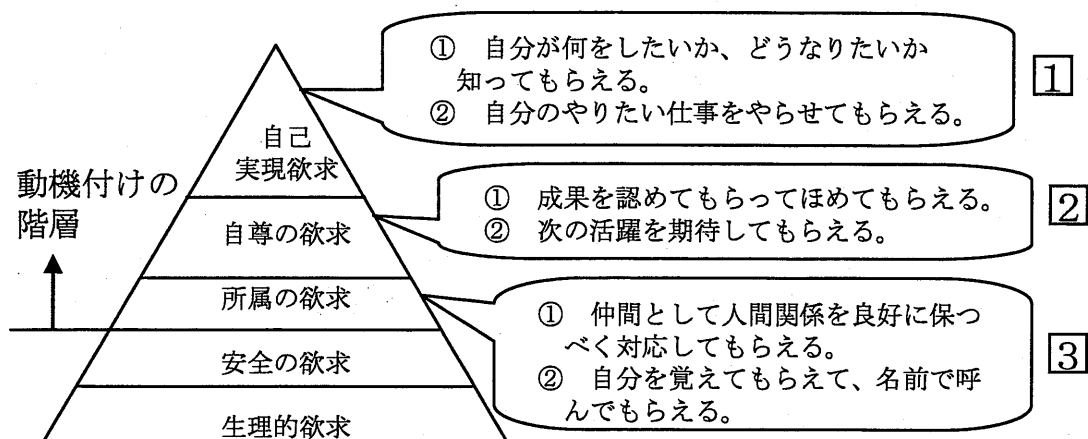 ① 自分が何をしたいか、どうなりたいか
知ってもらえる。
② 自分のやりたい仕事をやらせてもらえる。
1
自己
実現欲求
動機付けの
階層
① 成果を認めてもらってほめてもらえる。
② 次の活躍を期待してもらえる。
2
自尊の欲求
所属の欲求
① 仲間として人間関係を良好に保つ
べく対応してもらえる。
② 自分を覚えてもらえて、名前で呼
んでもらえる。
3
安全の欲求
生理的欲求